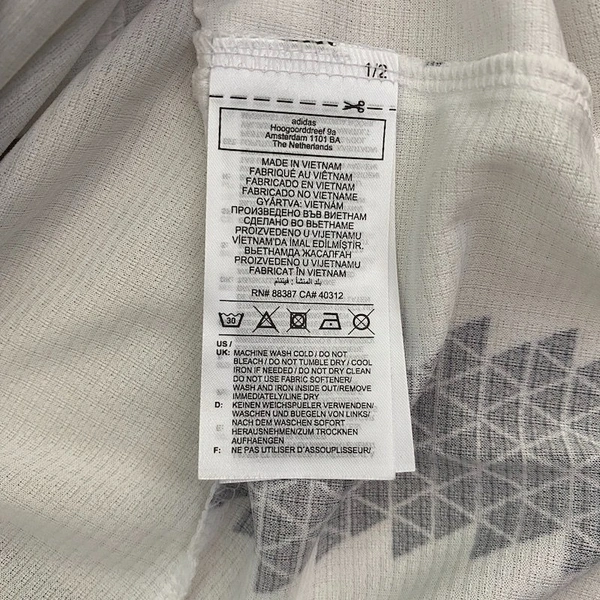 1/2
adidas
Hoogoorddreef 9a
Amsterdam 1101 BA
The Netherlands
MADE IN VIETNAM
FABRIQUÉ AU VIÊTNAM
FABRICADO EN VIETNAM
FABRICADO NO VIETNAME
GYÁRTVA: VIETNÁM
ПРОИЗВЕДЕНО ВЪВ ВИЕТНАМ
СДЕЛАНО ВО ВЬЕТНАМЕ
PROIZVEDENO U VIJETNAMU
VİETNAM'DA İMAL EDİLMİŞTİR.
ВЬЕТНАМДА ЖАСАЛҒАН
PROIZVEDENO U VIJETNAMU
FABRICAT ÎN VIETNAM
بلد المنشأ : فيتنام
RN# 88387 CA# 40312
30
US /
UK: MACHINE WASH COLD / DO NOT
BLEACH / DO NOT TUMBLE DRY / COOL
IRON IF NEEDED / DO NOT DRY CLEAN
DO NOT USE FABRIC SOFTENER/
WASH AND IRON INSIDE OUT/REMOVE
IMMEDIATELY/LINE DRY
D: KEINEN WEICHSPUELER VERWENDEN/
WASCHEN UND BUEGELN VON LINKS/
NACH DEM WASCHEN SOFORT
HERAUSNEHMEN/ZUM TROCKNEN
AUFHAENGEN
F: NE PAS UTILISER D'ASSOUPLISSEUR/